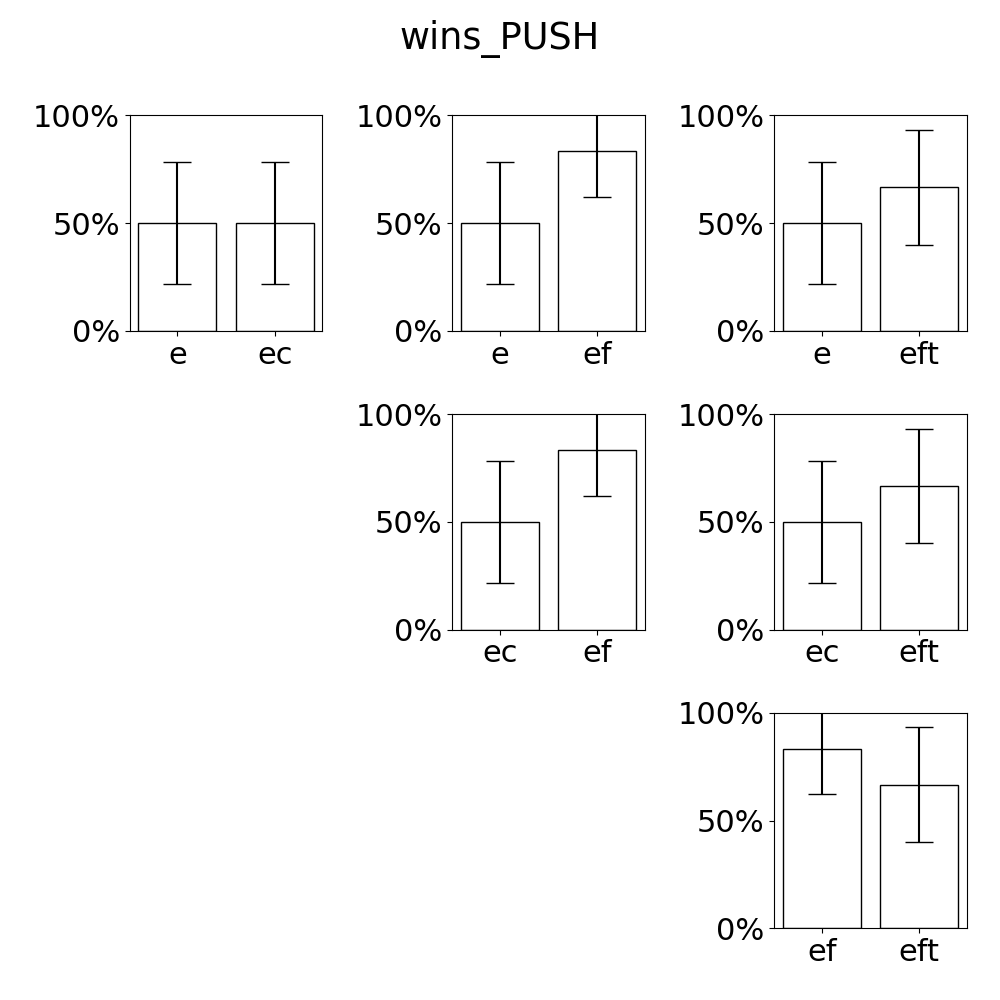 wins_PUSH
100% 100% 100%
50% 50% 50%
0% 0% 0%
e ec e ef e eft
100% 100%
50% 50%
0% 0%
ec ef ec eft
100%
50%
0%
ef eft